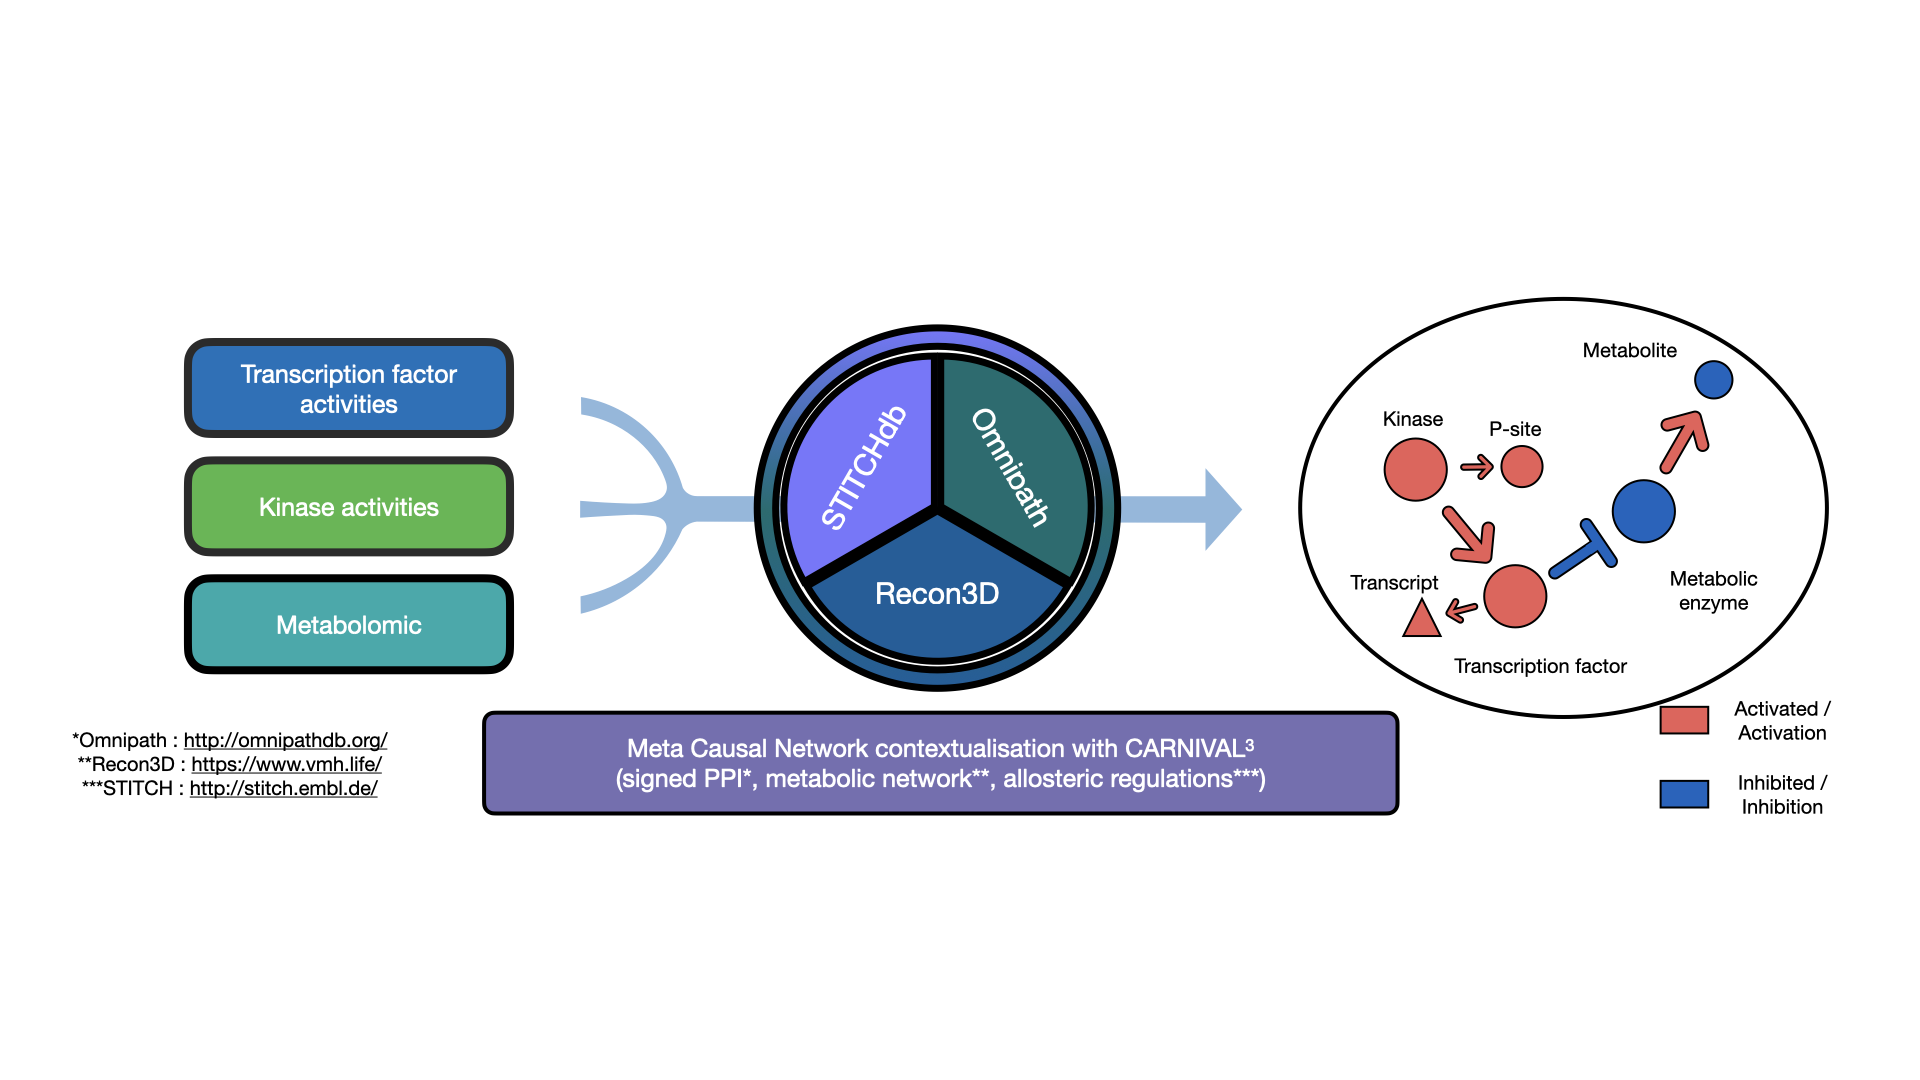 Transcription factor
activities
Kinase activities
Metabolomic
*Omnipath : http://omnipathdb.org/
**Recon3D : https://www.vmh.life/
***STITCH : http://stitch.embl.de/
STITCHdb
Omnipath
Recon3D
Meta Causal Network contextualisation with CARNIVAL³
(signed PPI*, metabolic network**, allosteric regulations***)
Metabolite
Kinase
P-site
Transcript
Metabolic
enzyme
Transcription factor
Activated /
Activation
Inhibited /
Inhibition